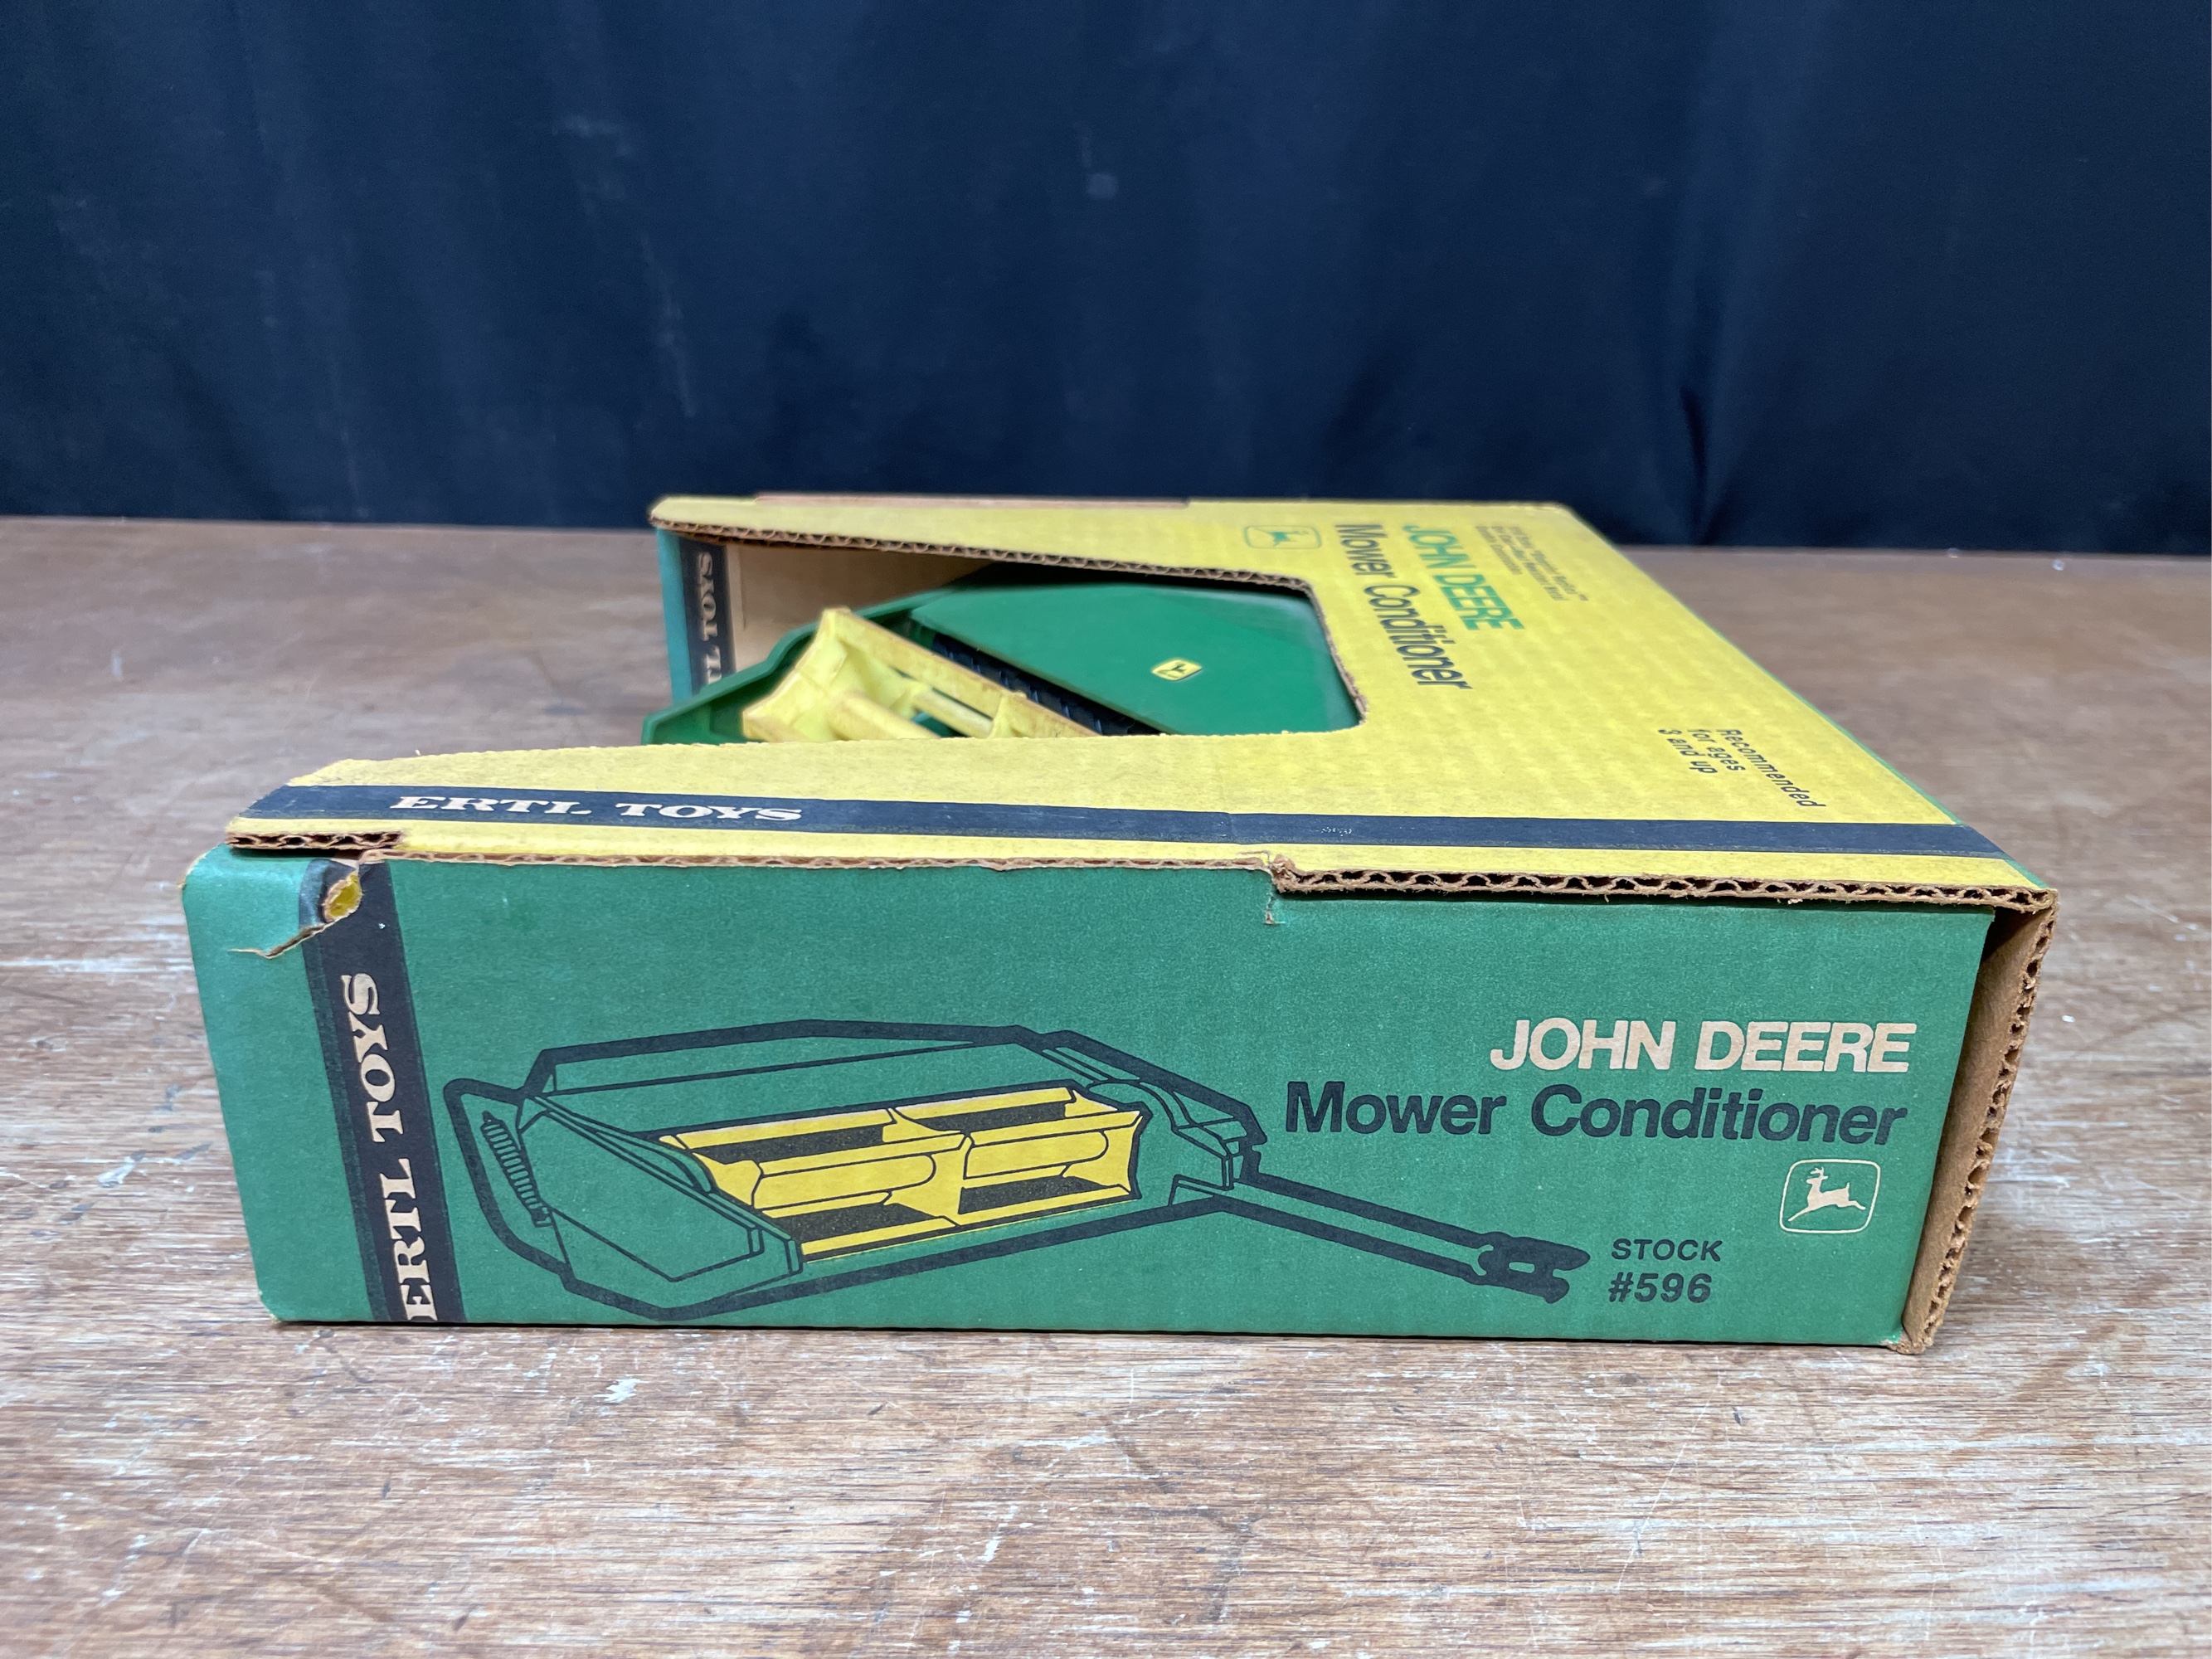 JOHN DEERE
Mower Conditioner
Recommended
for ages
3 and up
TL TOYS
ERTL TOYS
ERTL TOYS
JOHN DEERE
Mower Conditioner
STOCK
#596